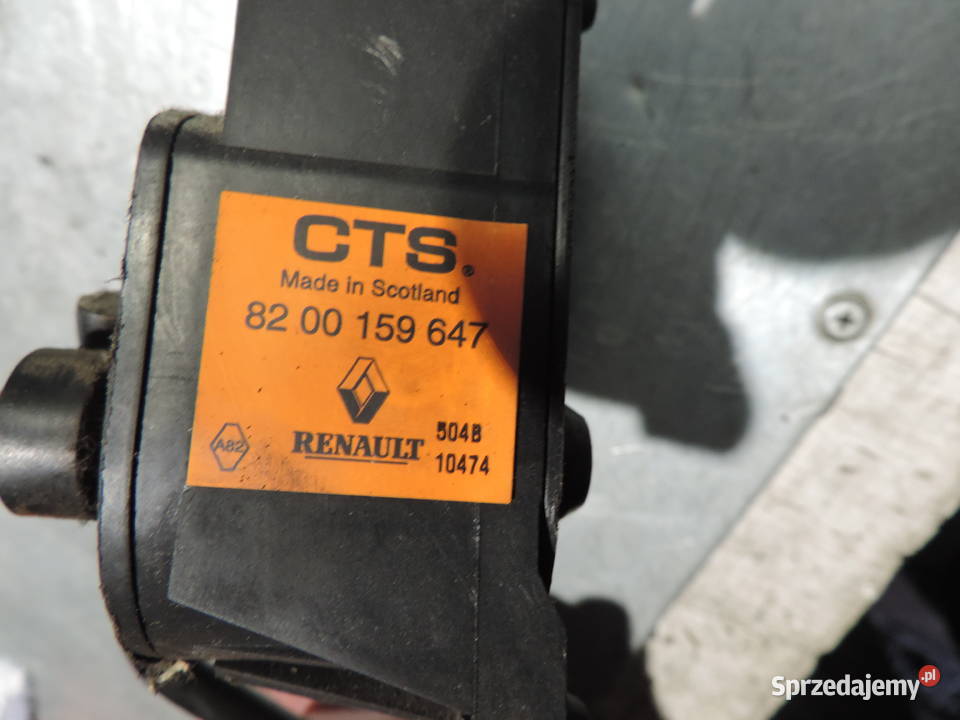 CTS®
Made in Scotland
82 00 159 647
A82
RENAULT
504B
10474
Sprzedajemy.pl